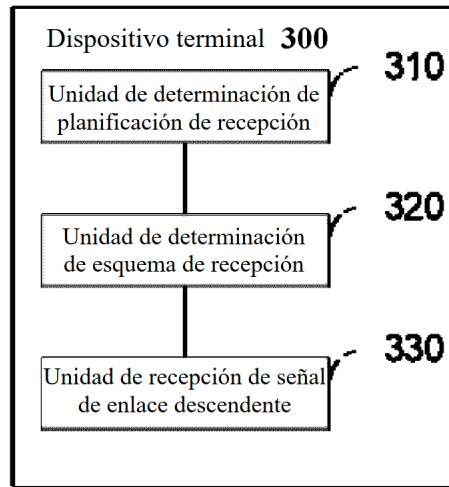 Dispositivo terminal 300
310
Unidad de determinación de
planificación de recepción
320
Unidad de determinación
de esquema de recepción
330
Unidad de recepción de señal
de enlace descendente